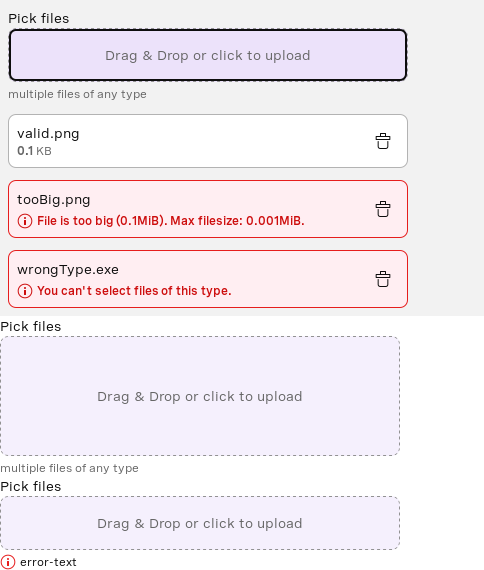 Pick files
Drag & Drop or click to upload
multiple files of any type
valid.png
0.1 KB
tooBig.png
File is too big (0.1MiB). Max filesize: 0.001MiB.
wrongType.exe
You can't select files of this type.
Pick files
Drag & Drop or click to upload
multiple files of any type
Pick files
Drag & Drop or click to upload
error-text